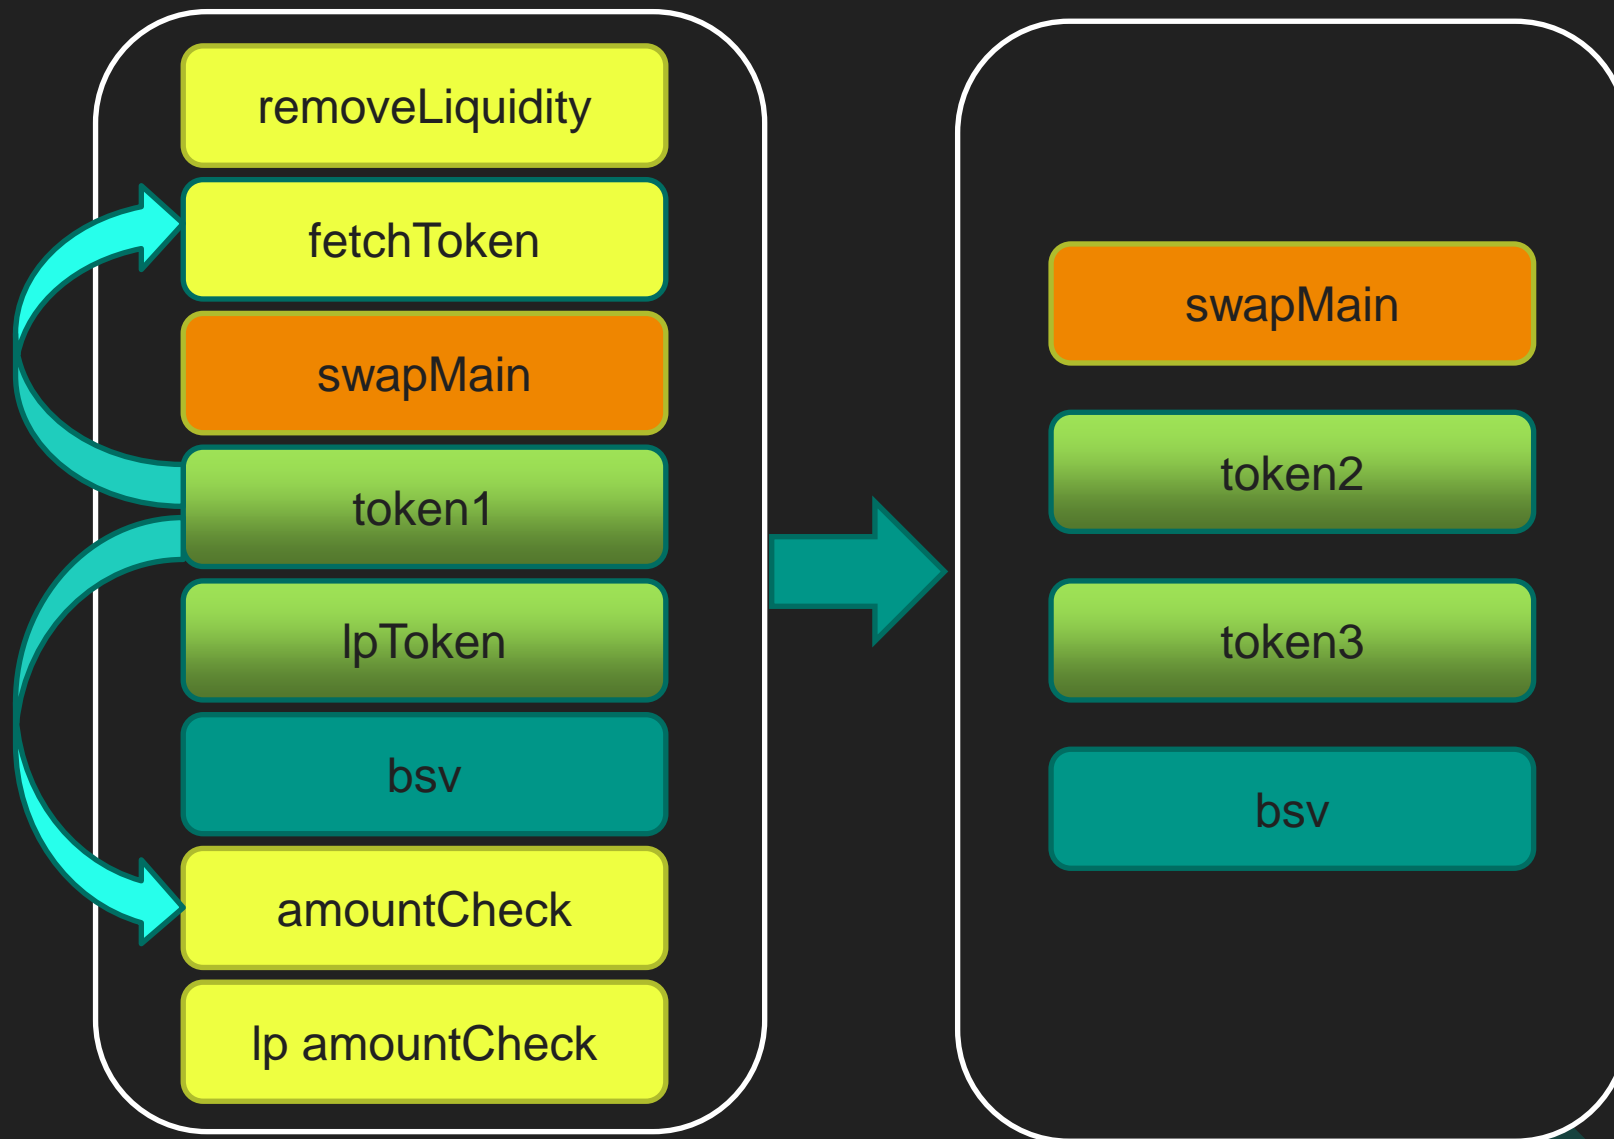 removeLiquidity
fetchToken
swapMain
token1
lpToken
bsv
amountCheck
lp amountCheck
swapMain
token2
token3
bsv